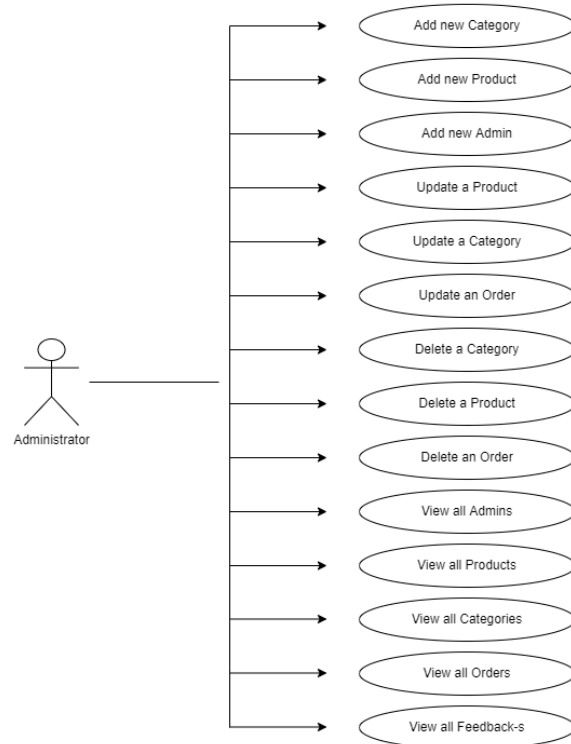 Add new Category
Add new Product
Add new Admin
Update a Product
Update a Category
Update an Order
Delete a Category
Delete a Product
Administrator
Delete an Order
View all Admins
View all Products
View all Categories
View all Orders
View all Feedback-s